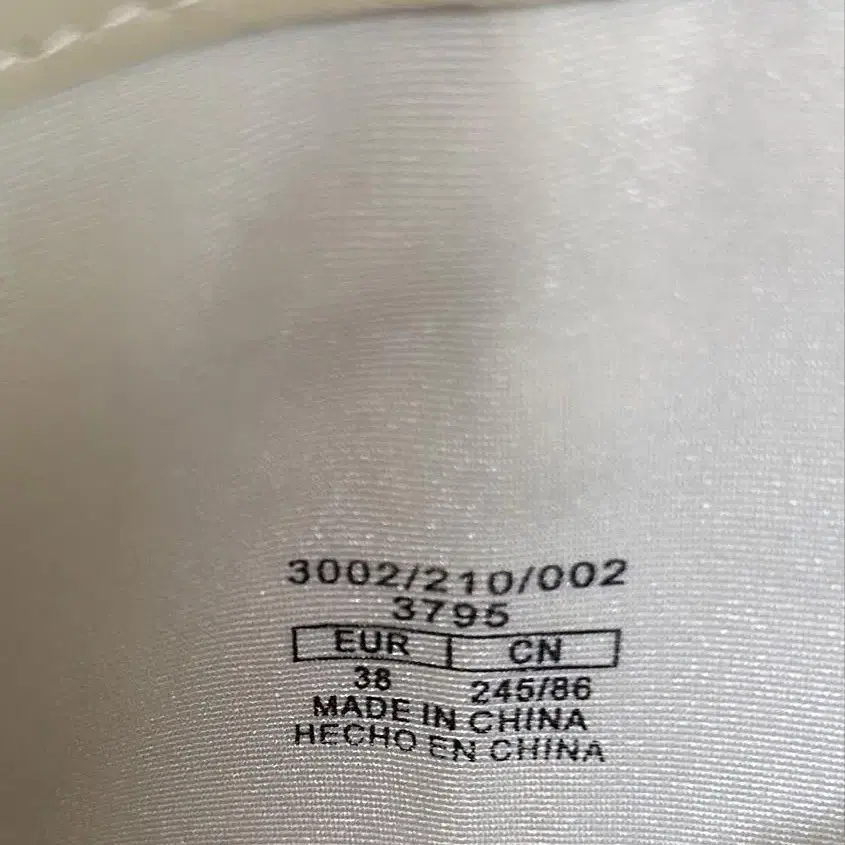 3002/210/002
3795
EUR CN
38 245/86
MADE IN CHINA
HECHO EN CHINA